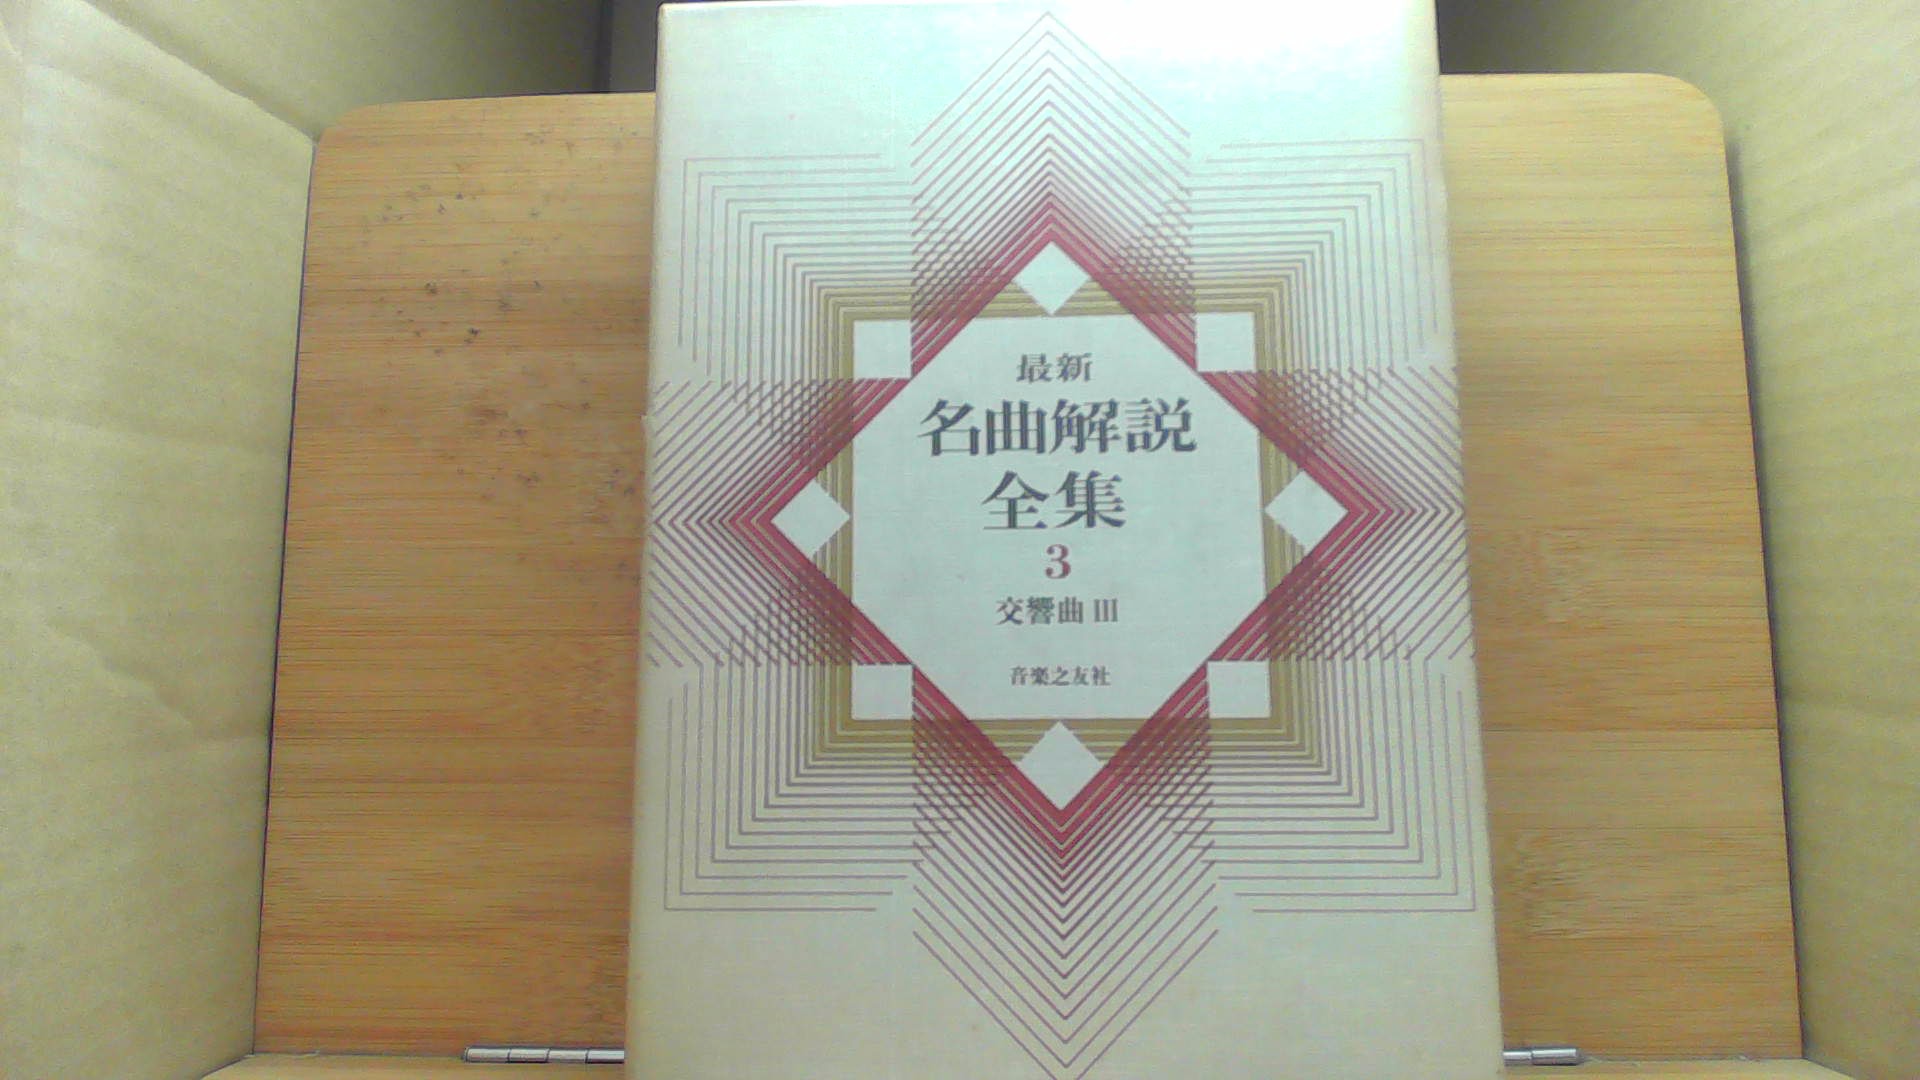 最新
名曲解説
全集
3
交響曲 III
音楽之友社